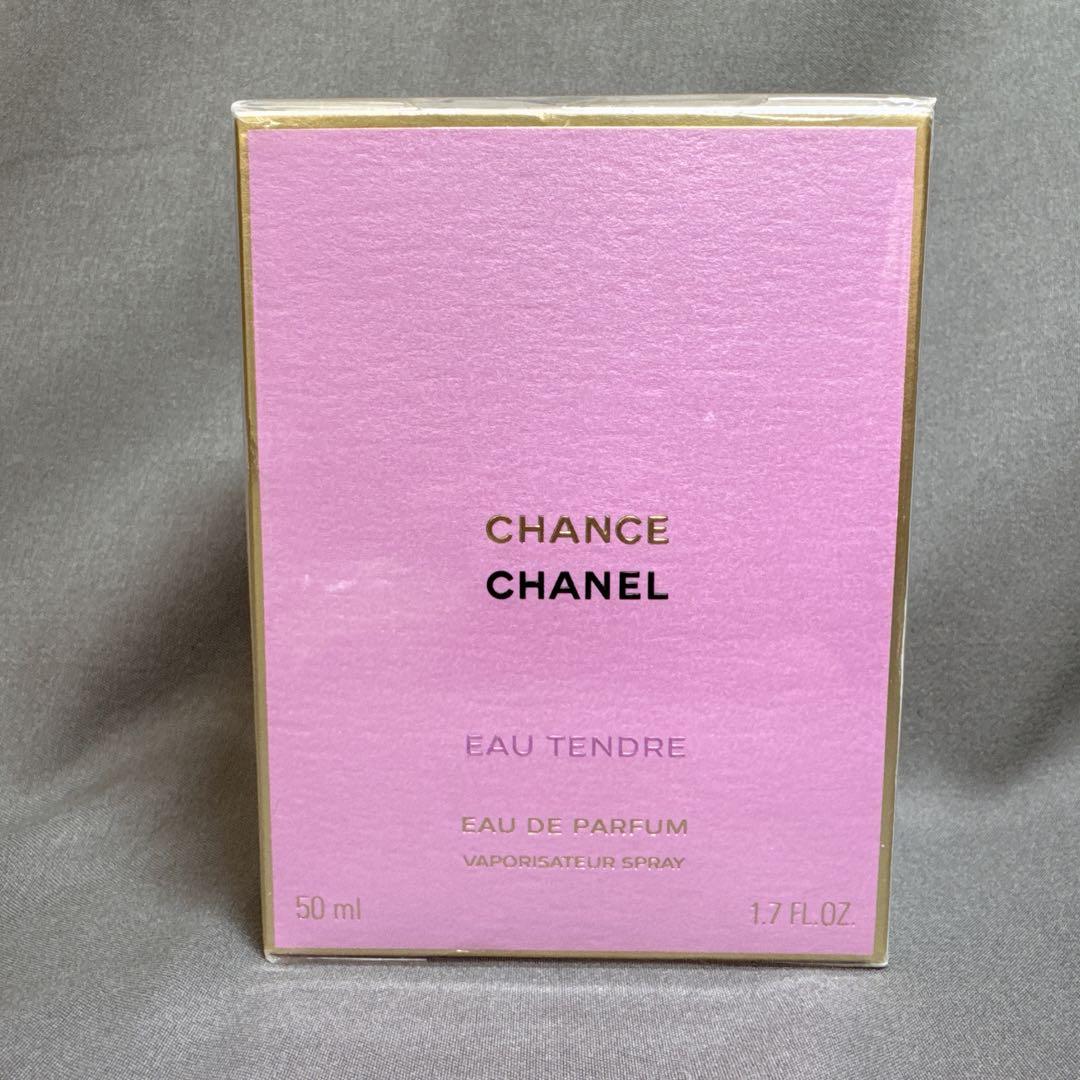 CHANCE
CHANEL
EAU TENDRE
EAU DE PARFUM
VAPORISATEUR SPRAY
50 ml 1.7 FL.OZ.